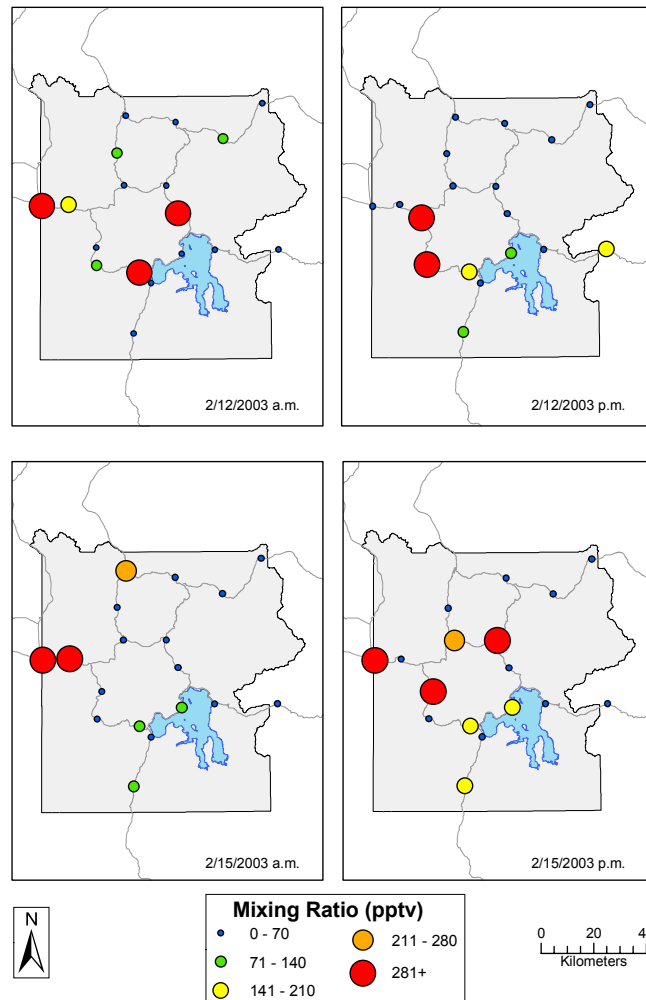 2/12/2003 a.m.
2/12/2003 p.m.
2/15/2003 a.m.
2/15/2003 p.m.
N
Mixing Ratio (pptv)
0 - 70
71 - 140
141 - 210
211 - 280
281+
0 20 4
Kilometers